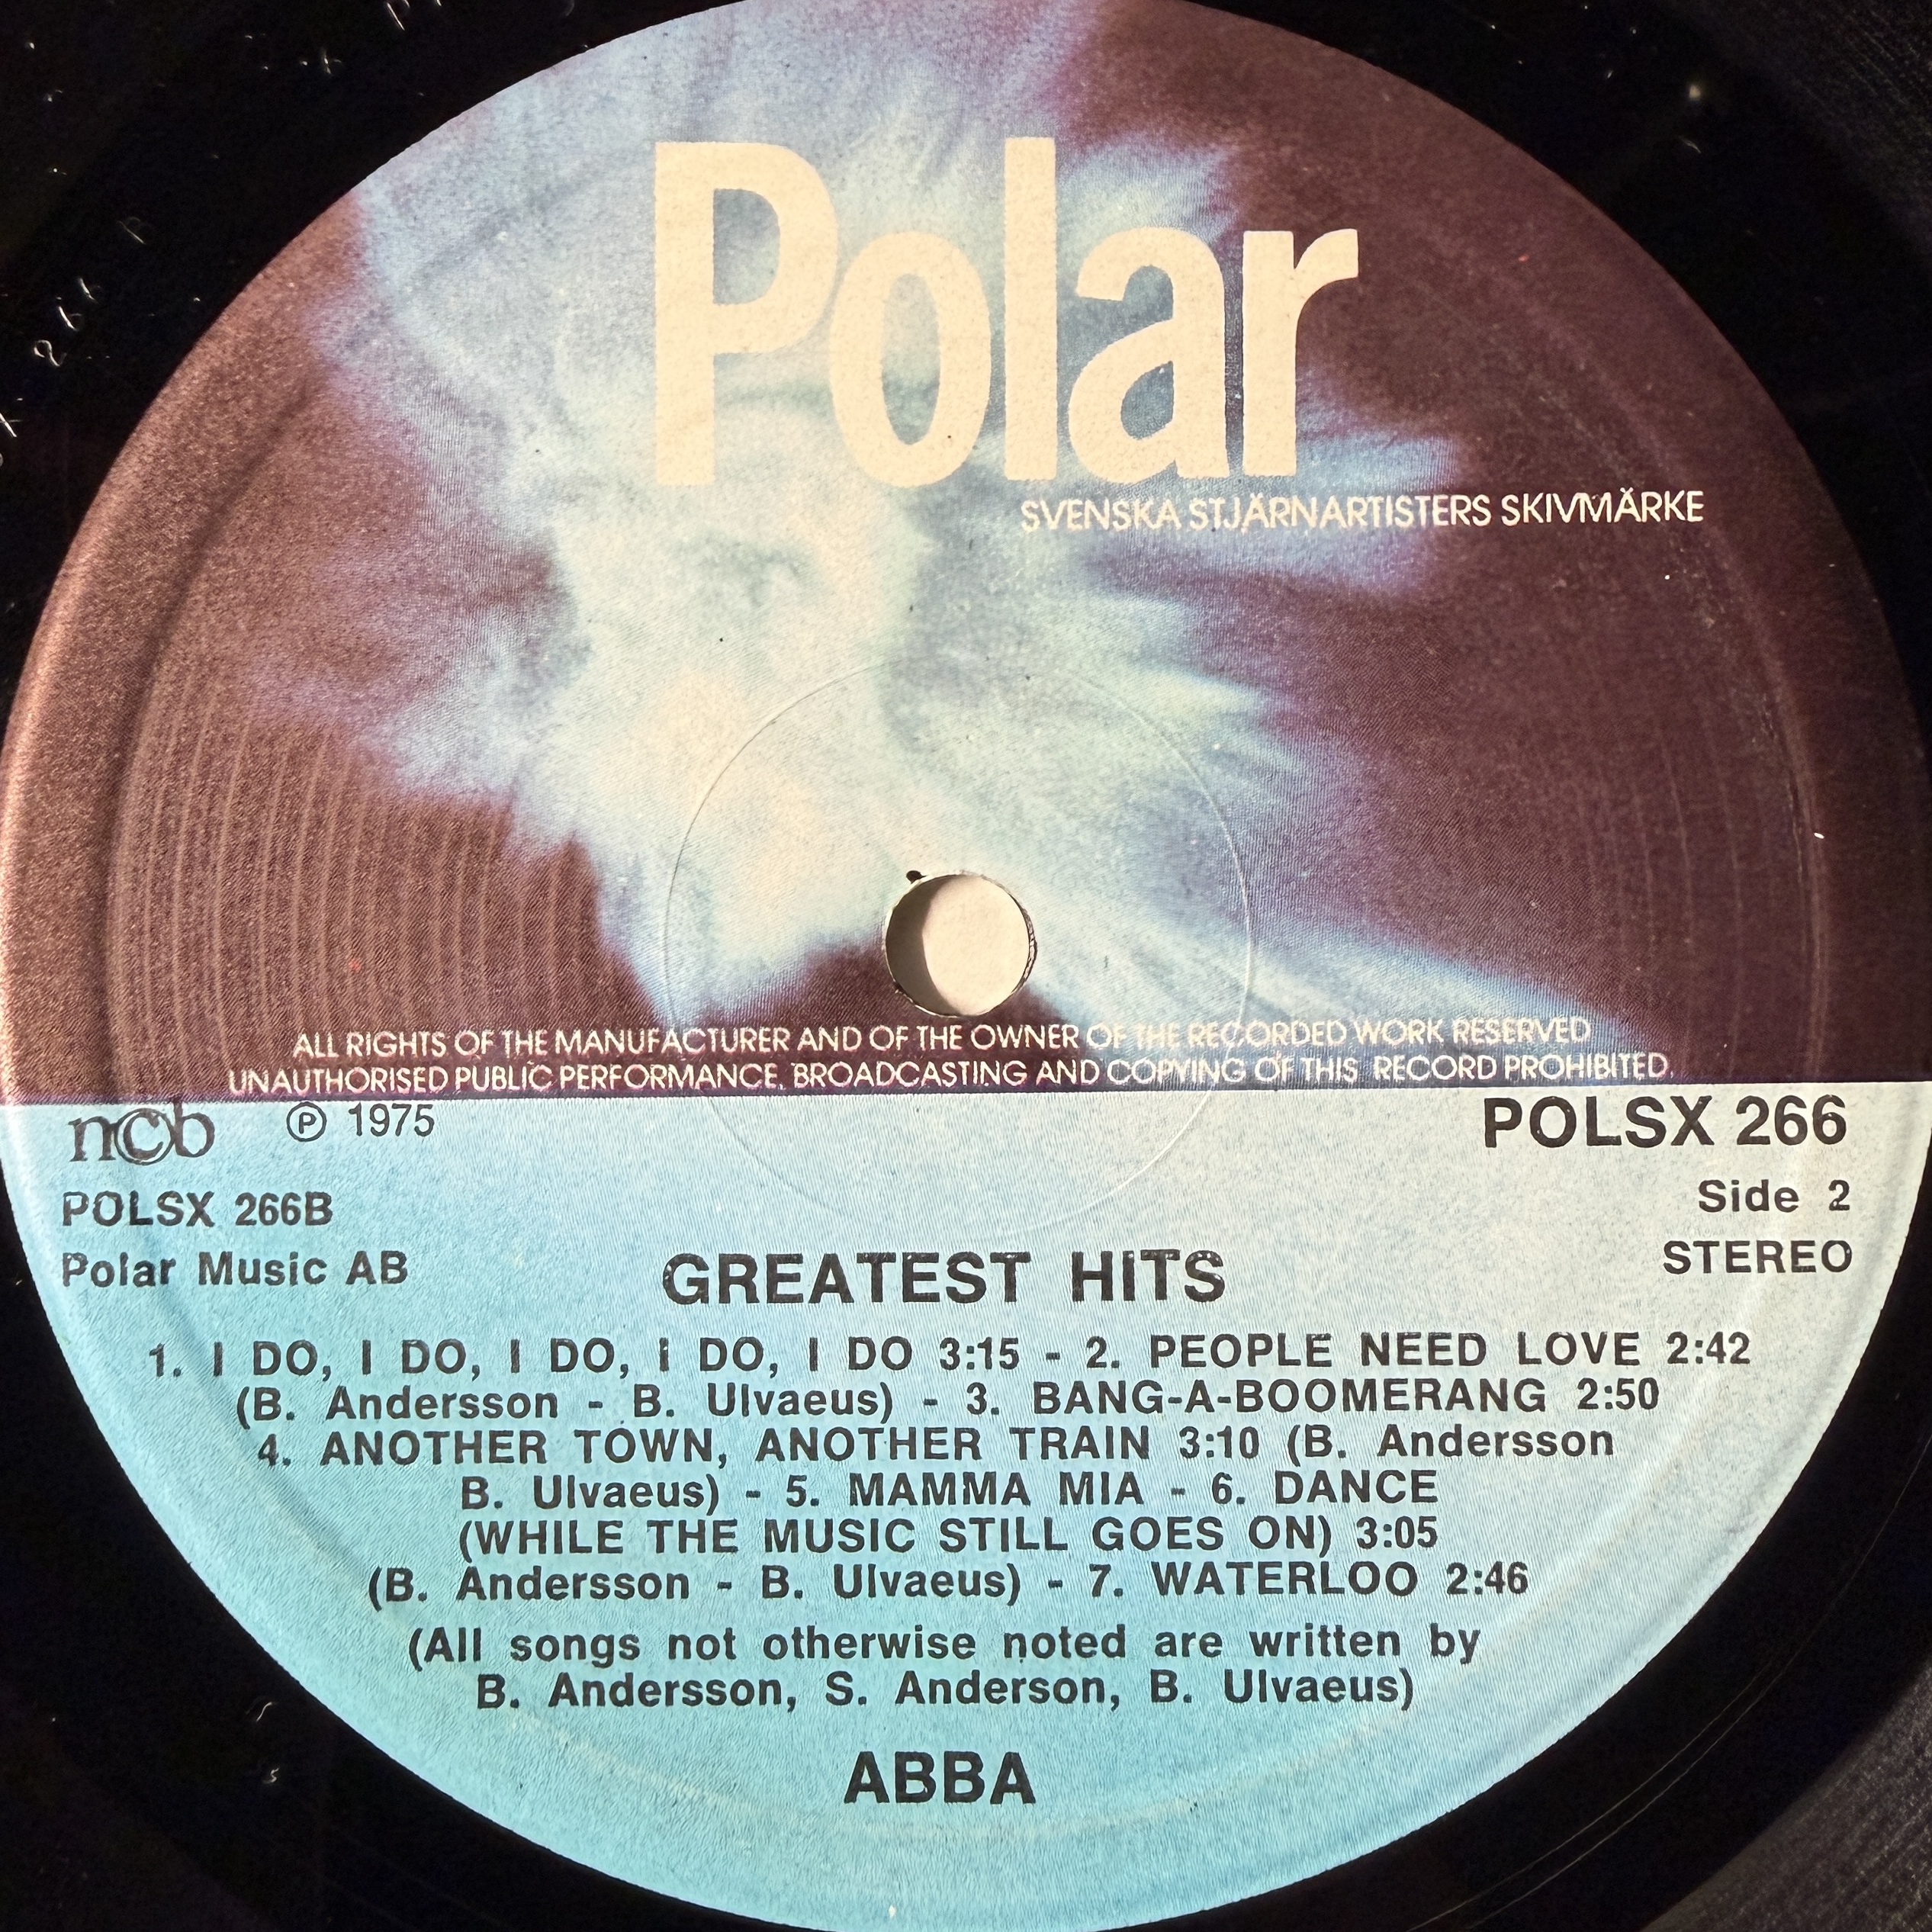 Polar
SVENSKA STJÄRNARTISTERS SKIVMÄRKE
ALL RIGHTS OF THE MANUFACTURER AND OF THE OWNER OF THE RECORDED WORK RESERVED
UNAUTHORISED PUBLIC PERFORMANCE, BROADCASTING AND COPYING OF THIS RECORD PROHIBITED.
ncb ℗ 1975
POLSX 266
POLSX 266B
Side 2
Polar Music AB
STEREO
GREATEST HITS
1. I DO, I DO, I DO, I DO, I DO 3:15 - 2. PEOPLE NEED LOVE 2:42
(B. Andersson - B. Ulvaeus) - 3. BANG-A-BOOMERANG 2:50
4. ANOTHER TOWN, ANOTHER TRAIN 3:10 (B. Andersson
B. Ulvaeus) - 5. MAMMA MIA - 6. DANCE
(WHILE THE MUSIC STILL GOES ON) 3:05
(B. Andersson - B. Ulvaeus) - 7. WATERLOO 2:46
(All songs not otherwise noted are written by
B. Andersson, S. Anderson, B. Ulvaeus)
ABBA